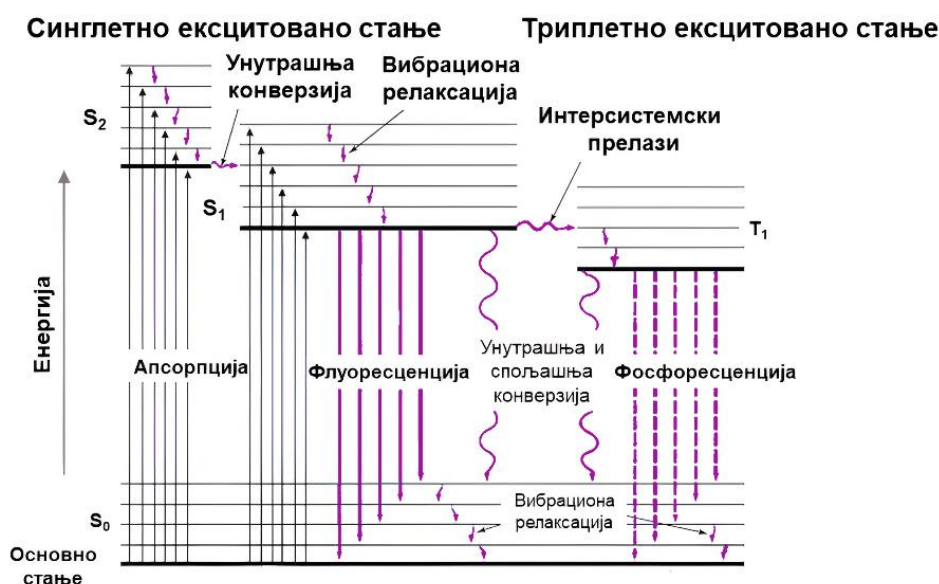 Синглетно ексцитовано стање
Триплетно ексцитовано стање
Унутрашња
конверзија
Вибрациона
релаксација
Интерсистемски
прелази
S₂
S₁
T₁
Енергија
Апсорпција
Флуоресценција
Унутрашња и
спољашња
конверзија
Фосфоресценција
Вибрациона
релаксација
S₀
Основно
стање